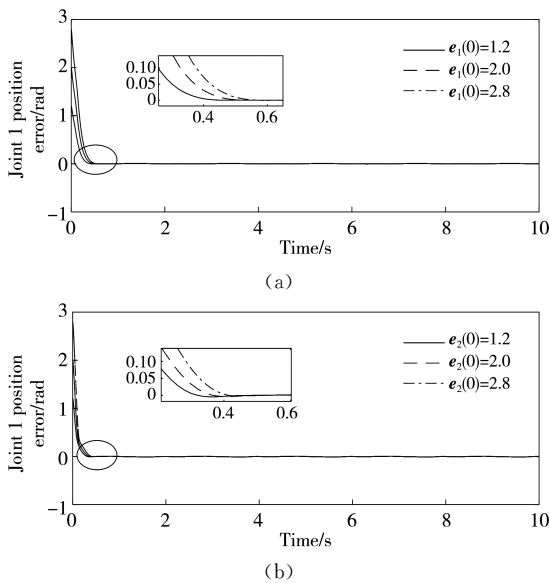 3
2
1
0
−1
Joint 1 position
error/rad
0.10
0.05
0
0.4
0.6
e₁(0)=1.2
e₁(0)=2.0
e₁(0)=2.8
0
2
4
6
8
10
Time/s
(a)
3
2
1
0
−1
Joint 1 position
error/rad
0.10
0.05
0
0.4
0.6
e₂(0)=1.2
e₂(0)=2.0
e₂(0)=2.8
0
2
4
6
8
10
Time/s
(b)